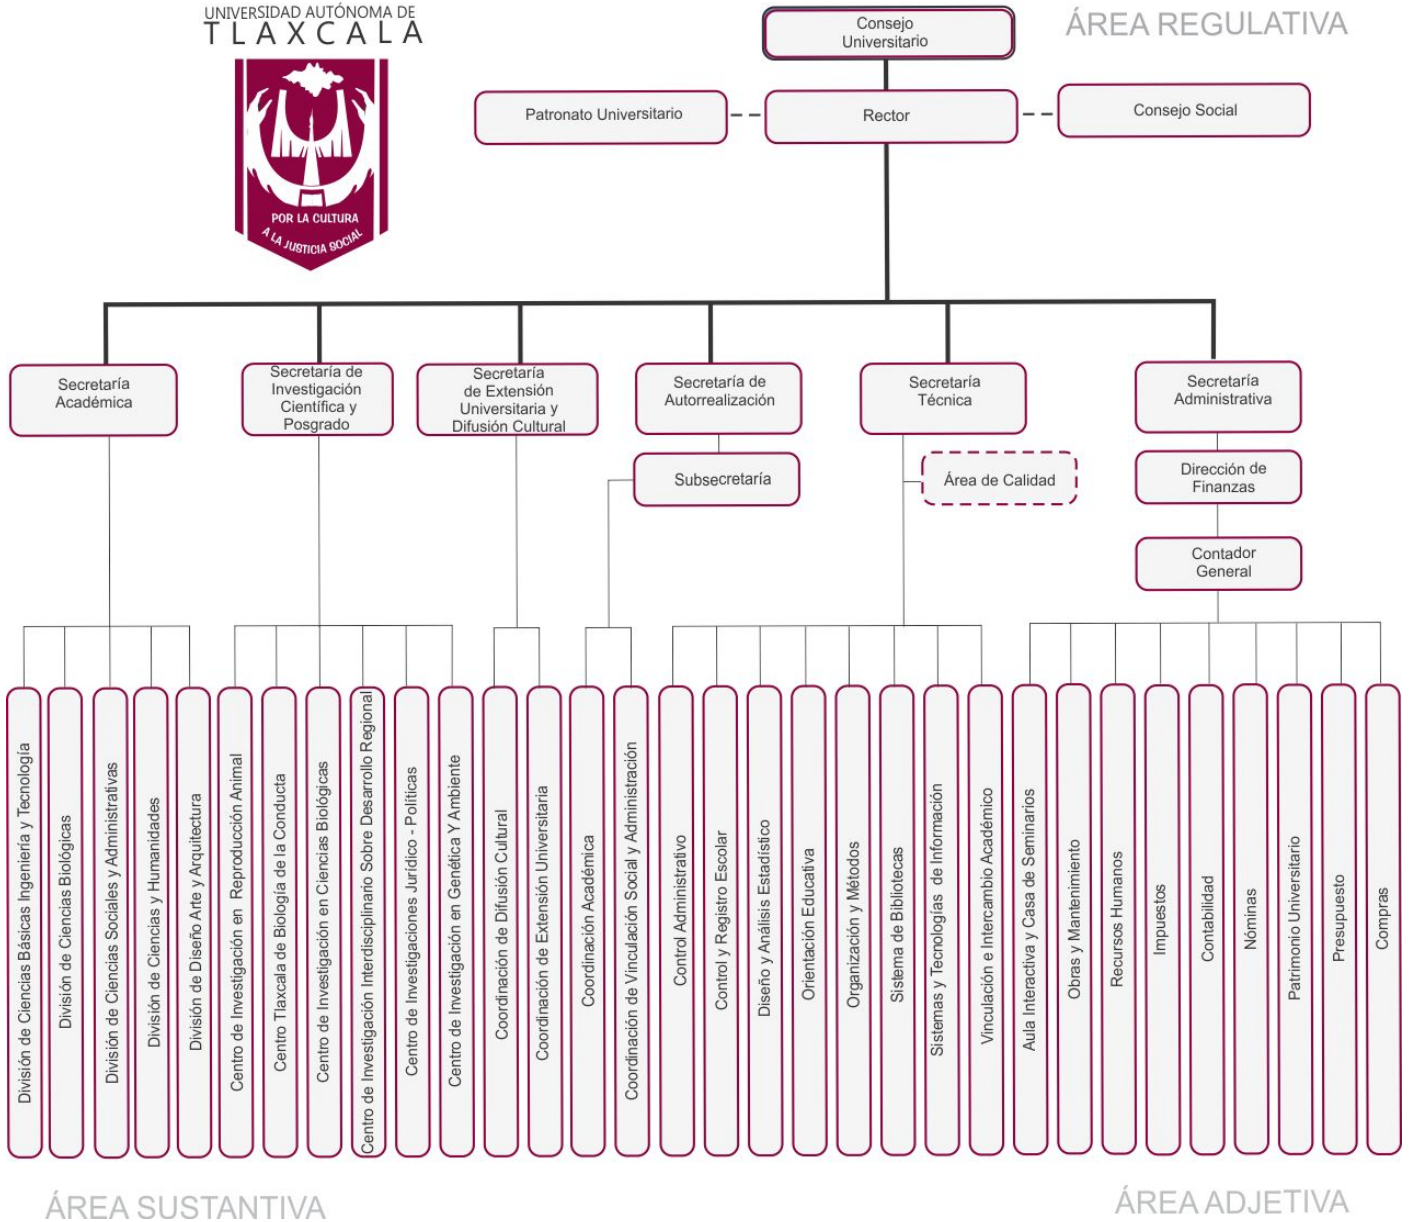 UNIVERSIDAD AUTÓNOMA DE
TLAXCALA
POR LA CULTURA
A LA JUSTICIA SOCIAL
ÁREA REGULATIVA
Consejo
Universitario
Patronato Universitario
Rector
Consejo Social
Secretaría
Académica
Secretaría de
Investigación
Científica y
Posgrado
Secretaría
de Extensión
Universitaria y
Difusión Cultural
Secretaría de
Autorrealización
Secretaría
Técnica
Secretaría
Administrativa
Subsecretaría
Área de Calidad
Dirección de
Finanzas
Contador
General
División de Ciencias Básicas Ingeniería y Tecnología
División de Ciencias Biológicas
División de Ciencias Sociales y Administrativas
División de Ciencias y Humanidades
División de Diseño Arte y Arquitectura
Centro de Investigación en Reproducción Animal
Centro Tlaxcala de Biología de la Conducta
Centro de Investigación en Ciencias Biológicas
Centro de Investigación Interdisciplinario Sobre Desarrollo Regional
Centro de Investigaciones Jurídico - Políticas
Centro de Investigación en Genética Y Ambiente
Coordinación de Difusión Cultural
Coordinación de Extensión Universitaria
Coordinación Académica
Coordinación de Vinculación Social y Administración
Control Administrativo
Control y Registro Escolar
Diseño y Análisis Estadístico
Orientación Educativa
Organización y Métodos
Sistema de Bibliotecas
Sistemas y Tecnologías de Información
Vinculación e Intercambio Académico
Aula Interactiva y Casa de Seminarios
Obras y Mantenimiento
Recursos Humanos
Impuestos
Contabilidad
Nóminas
Patrimonio Universitario
Presupuesto
Compras
ÁREA SUSTANTIVA
ÁREA ADJETIVA